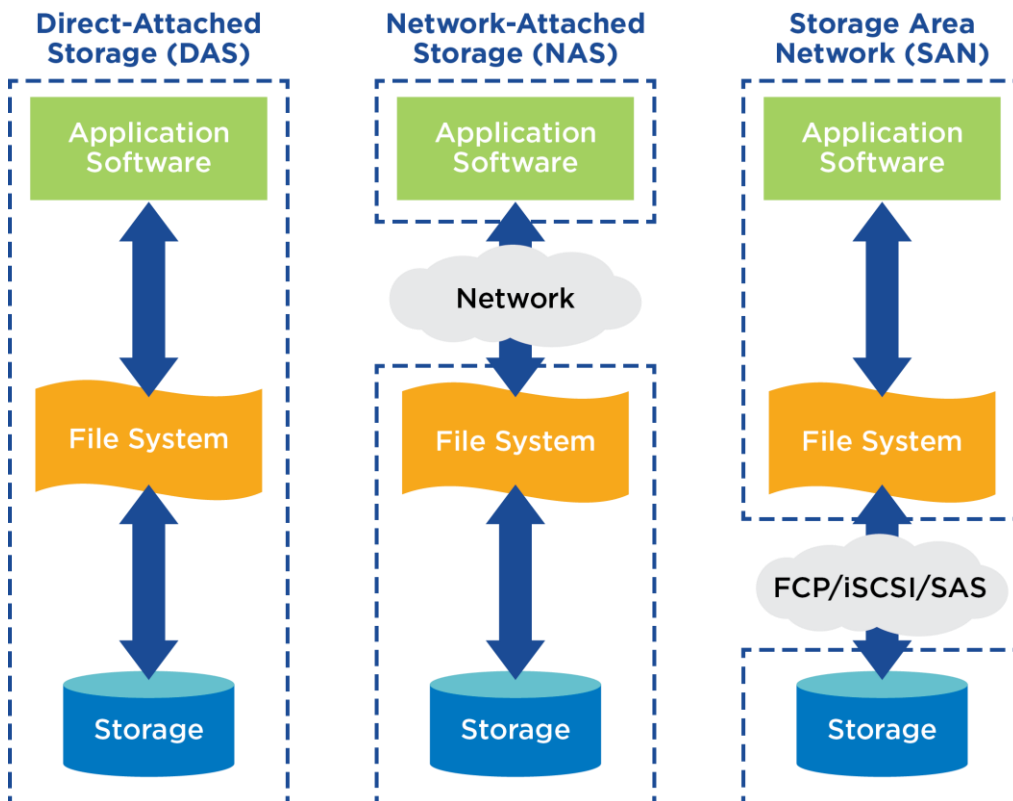 Direct-Attached
Storage (DAS)
Application
Software
File System
Storage
Network-Attached
Storage (NAS)
Application
Software
Network
File System
Storage
Storage Area
Network (SAN)
Application
Software
File System
FCP/iSCSI/SAS
Storage